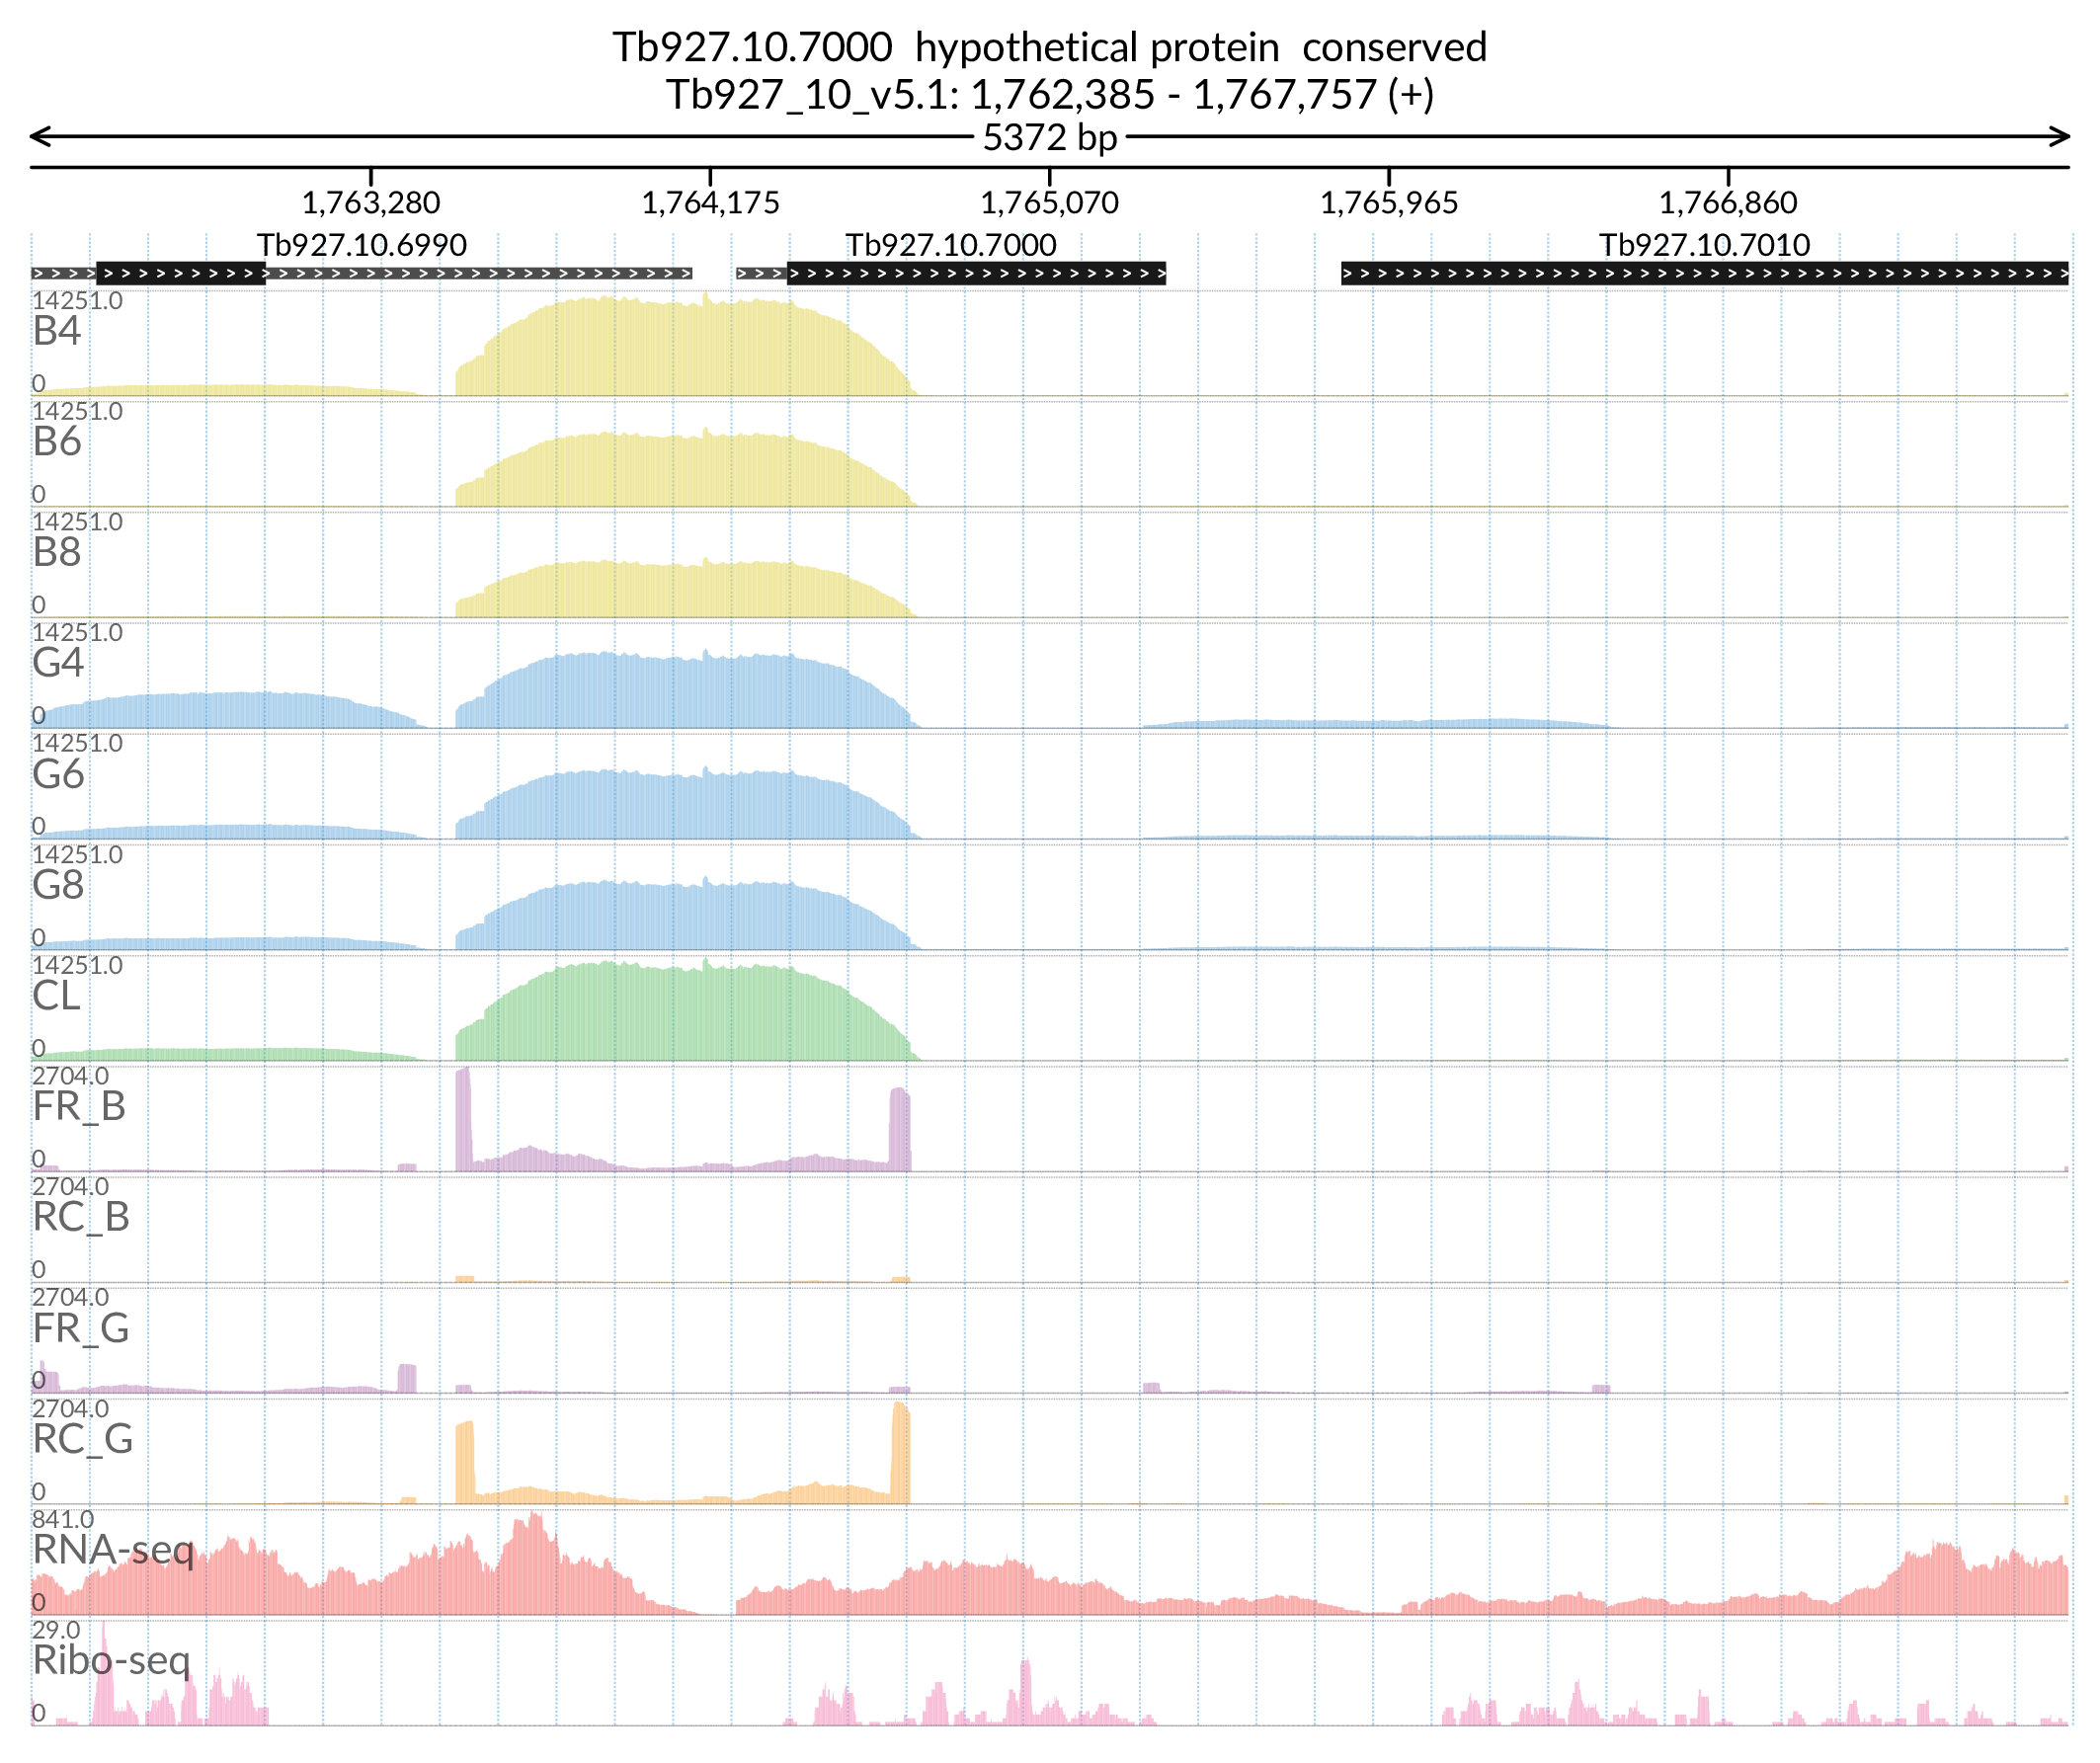 Tb927.10.7000  hypothetical protein  conserved
Tb927_10_v5.1: 1,762,385 - 1,767,757 (+)
5372 bp
1,763,280 1,764,175 1,765,070 1,765,965 1,766,860
Tb927.10.6990 Tb927.10.7000 Tb927.10.7010
14251.0
B4
0
14251.0
B6
0
14251.0
B8
0
14251.0
G4
0
14251.0
G6
0
14251.0
G8
0
14251.0
CL
0
2704.0
FR_B
0
2704.0
RC_B
0
2704.0
FR_G
0
2704.0
RC_G
0
841.0
RNA-seq
0
29.0
Ribo-seq
0